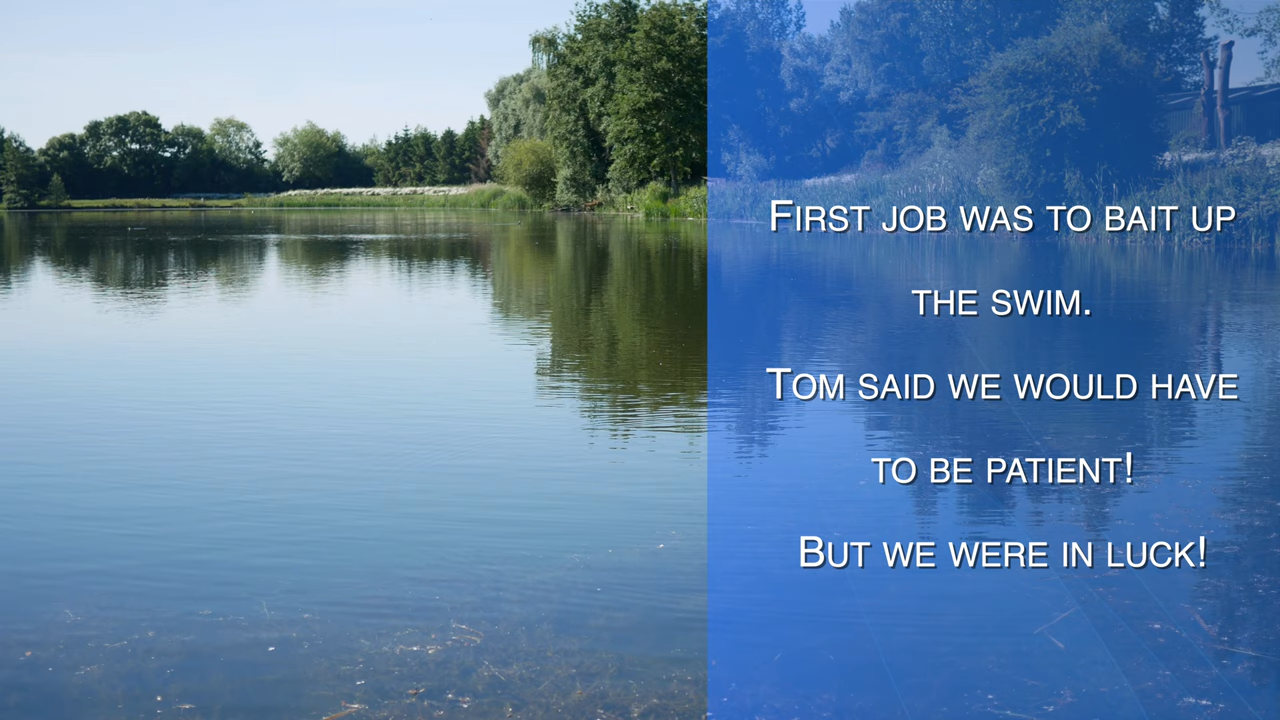 First job was to bait up
the swim.
Tom said we would have
to be patient!
But we were in luck!